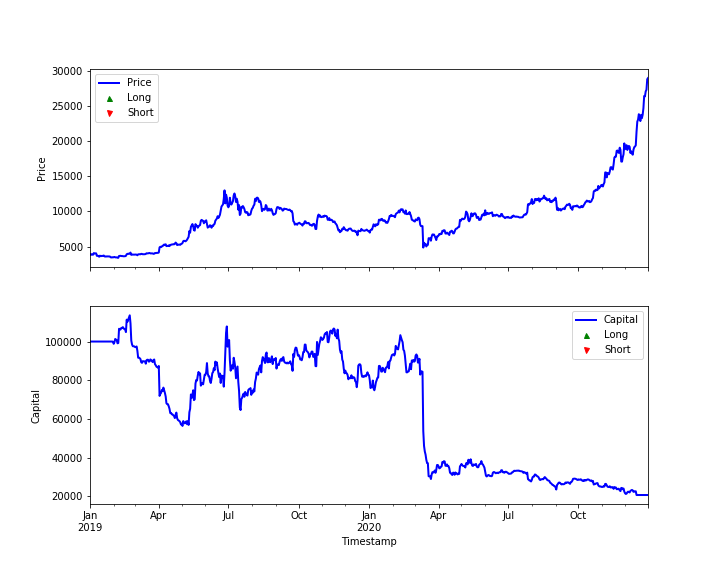 30000
25000
20000
15000
10000
5000
Price
Price
Long
Short
100000
80000
60000
40000
20000
Capital
Capital
Long
Short
Jan
2019
Apr
Jul
Oct
Jan
2020
Apr
Jul
Oct
Timestamp